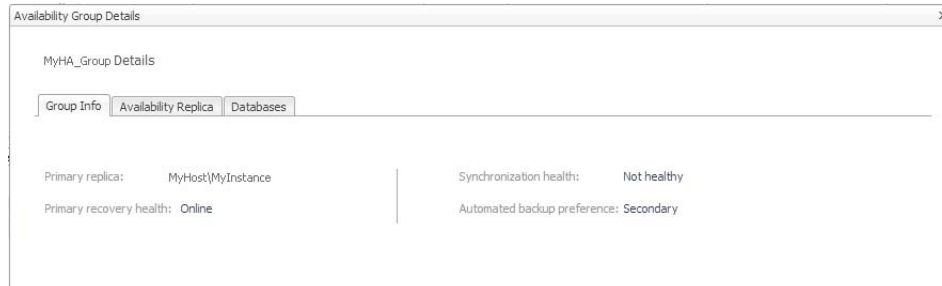 Availability Group Details
MyHA_Group Details
Group Info Availability Replica Databases
Primary replica: MyHost\MyInstance Synchronization health: Not healthy
Primary recovery health: Online Automated backup preference: Secondary